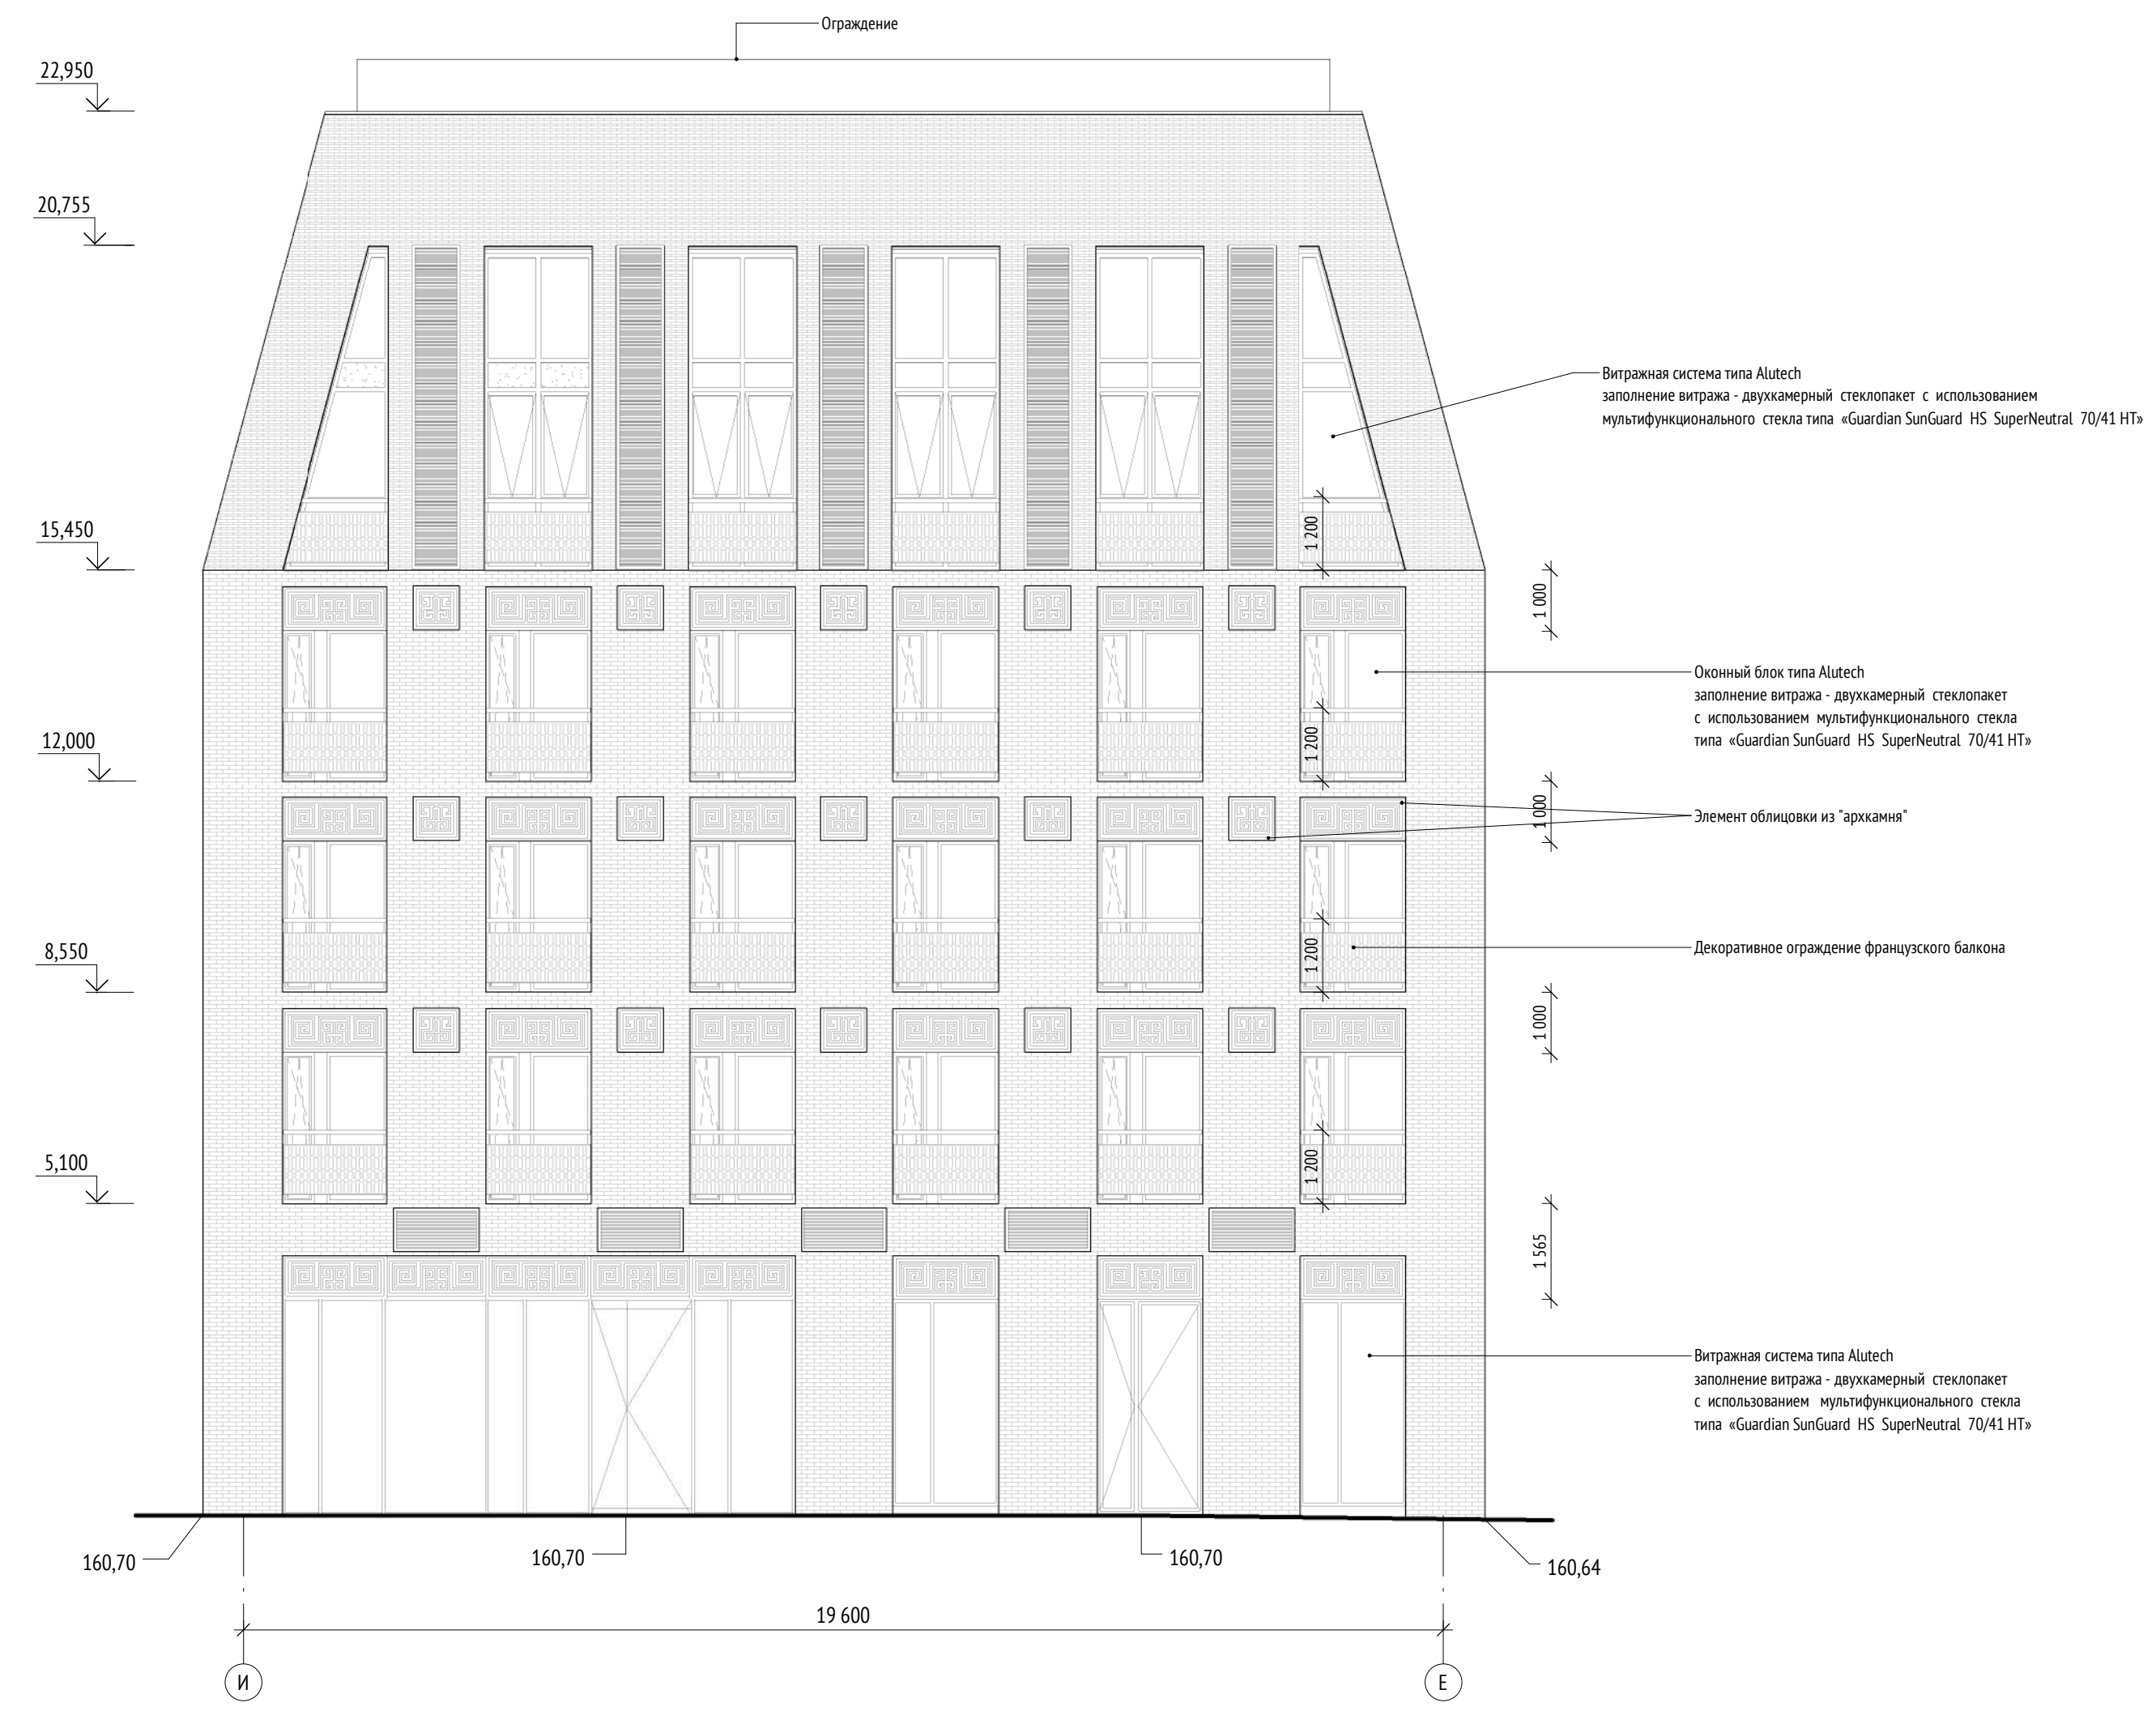 Ограждение
22,950
20,755
Витражная система типа Alutech
заполнение витража - двухкамерный стеклопакет с использованием
мультифункционального стекла типа «Guardian SunGuard HS SuperNeutral 70/41 HT»
15,450
1 200
1 000
Оконный блок типа Alutech
заполнение витража - двухкамерный стеклопакет
с использованием мультифункционального стекла
типа «Guardian SunGuard HS SuperNeutral 70/41 HT»
12,000
1 200
1 000
Элемент облицовки из "архкамня"
8,550
1 200
Декоративное ограждение французского балкона
1 000
5,100
1 200
1 565
Витражная система типа Alutech
заполнение витража - двухкамерный стеклопакет
с использованием мультифункционального стекла
типа «Guardian SunGuard HS SuperNeutral 70/41 HT»
160,70
160,70
160,70
160,64
19 600
И
Е